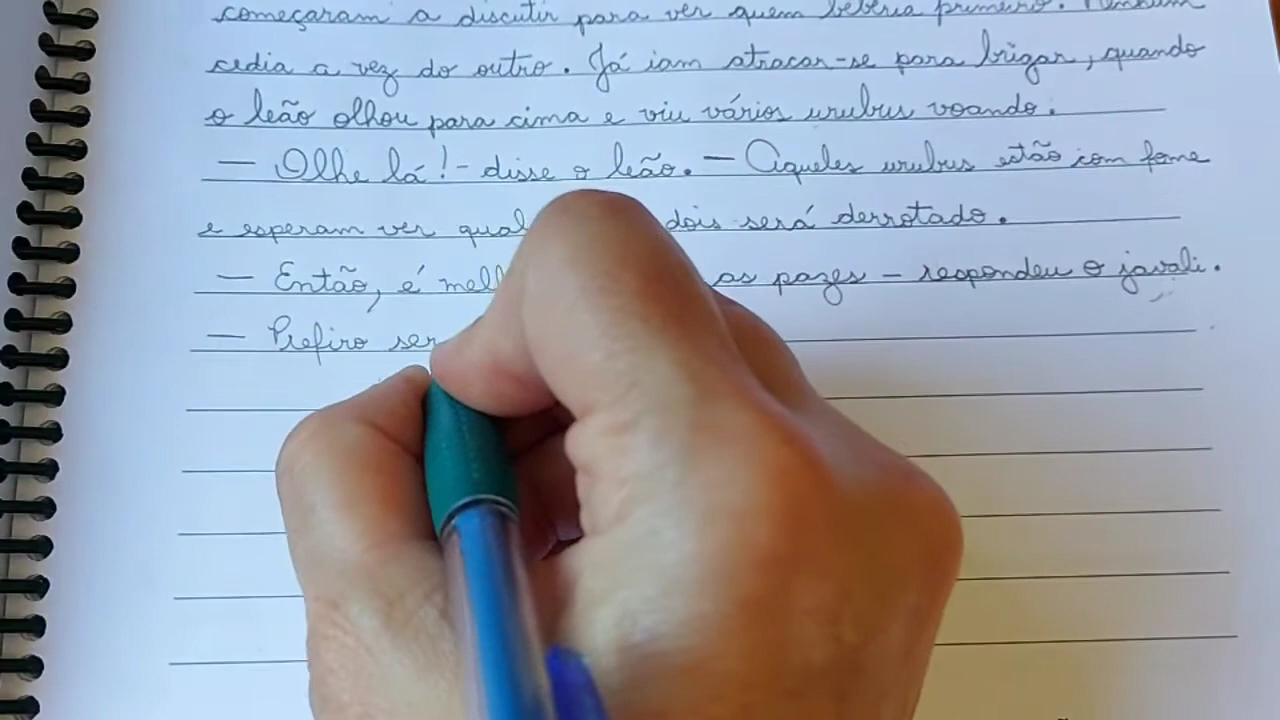 começaram a discutir para ver quem beberia primeiro. Nenhum
cedia a vez do outro. Já iam atracar-se para brigar, quando
o leão olhou para cima e viu vários urubus voando.
— Olhe lá! - disse o leão. — Aqueles urubus estão com fome
e esperam ver qual dois será derrotado.
— Então, é as pazes – respondeu o javali.
— Prefiro ser